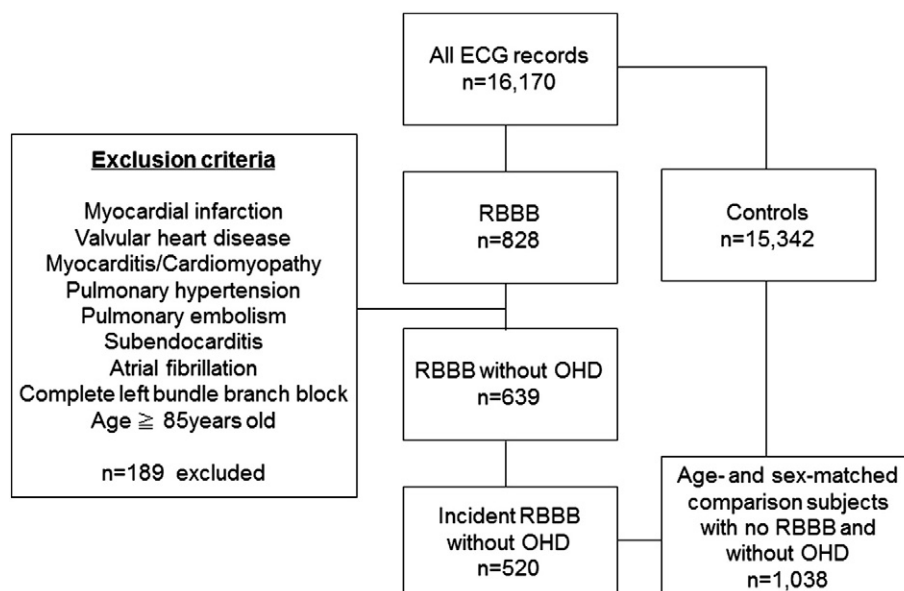 All ECG records
n=16,170
Exclusion criteria
Myocardial infarction
Valvular heart disease
Myocarditis/Cardiomyopathy
Pulmonary hypertension
Pulmonary embolism
Subendocarditis
Atrial fibrillation
Complete left bundle branch block
Age ≧ 85years old
n=189 excluded
RBBB
n=828
Controls
n=15,342
RBBB without OHD
n=639
Incident RBBB
without OHD
n=520
Age- and sex-matched
comparison subjects
with no RBBB and
without OHD
n=1,038